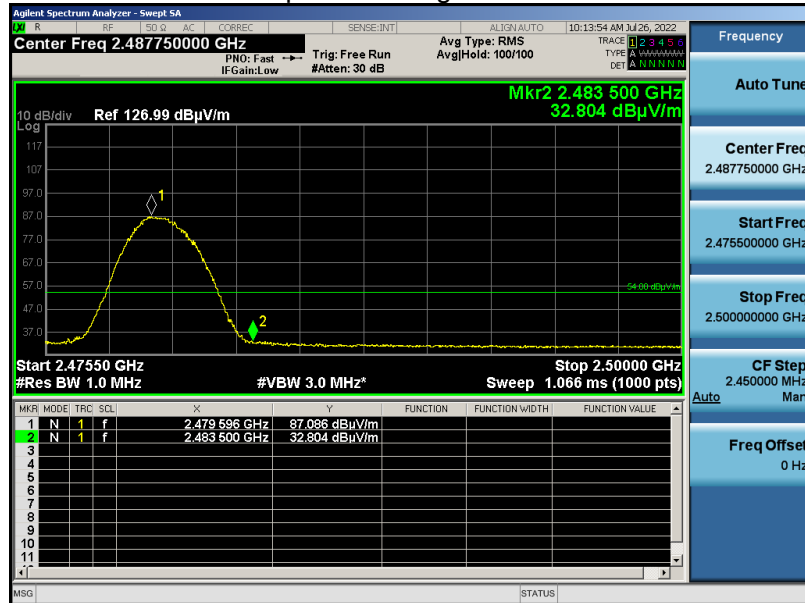 Agilent Spectrum Analyzer - Swept SA
LXI R RF 50 Ω AC CORREC SENSE:INT ALIGN AUTO 10:13:54 AM Jul 26, 2022
Center Freq 2.487750000 GHz
PNO: Fast
IFGain:Low
Trig: Free Run
#Atten: 30 dB
Avg Type: RMS
Avg|Hold: 100/100
TRACE 1 2 3 4 5 6
TYPE A
DET A N N N N N
Mkr2 2.483 500 GHz
32.804 dBµV/m
10 dB/div Ref 126.99 dBµV/m
Log
117
107
97.0
87.0
77.0
67.0
57.0
47.0
37.0
1
2
54.00 dBµV/m
Start 2.47550 GHz Stop 2.50000 GHz
#Res BW 1.0 MHz #VBW 3.0 MHz* Sweep 1.066 ms (1000 pts)
MKR MODE TRC SCL X Y FUNCTION FUNCTION WIDTH FUNCTION VALUE
1 N 1 f 2.479 596 GHz 87.086 dBµV/m
2 N 1 f 2.483 500 GHz 32.804 dBµV/m
3
4
5
6
7
8
9
10
11
MSG STATUS
Frequency
Auto Tune
Center Freq
2.487750000 GHz
Start Freq
2.475500000 GHz
Stop Freq
2.500000000 GHz
CF Step
2.450000 MHz
Auto Man
Freq Offset
0 Hz